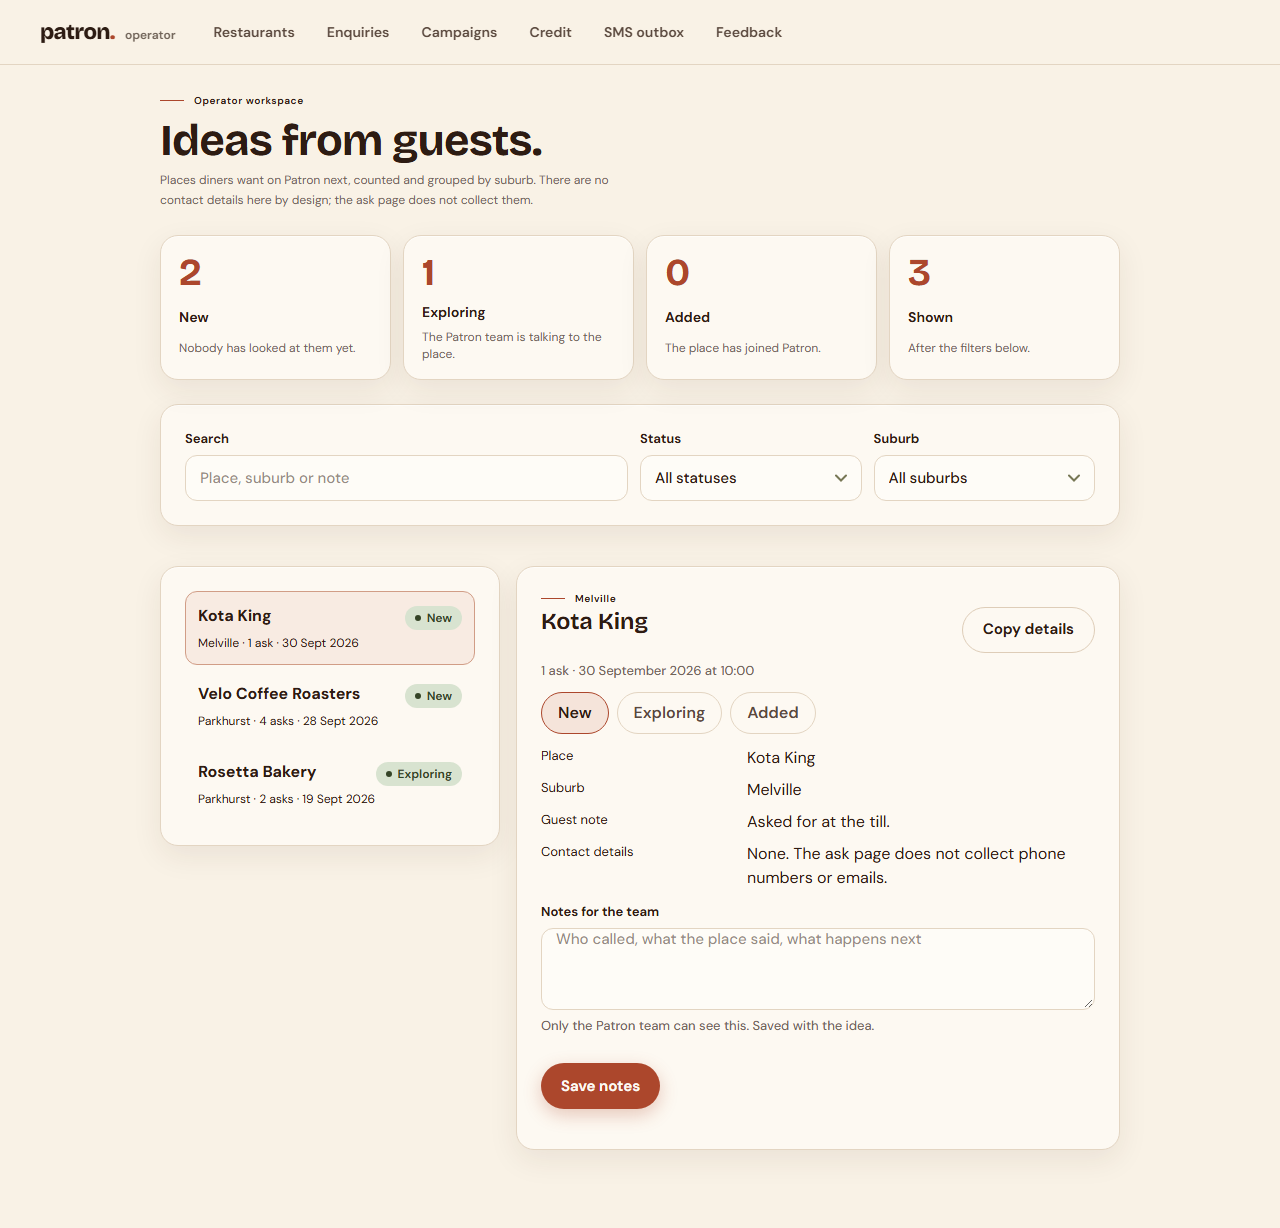 patron. operator Restaurants Enquiries Campaigns Credit SMS outbox Feedback
Operator workspace
Ideas from guests.
Places diners want on Patron next, counted and grouped by suburb. There are no
contact details here by design; the ask page does not collect them.
2
New
Nobody has looked at them yet.
1
Exploring
The Patron team is talking to the
place.
0
Added
The place has joined Patron.
3
Shown
After the filters below.
Search
Place, suburb or note
Status
All statuses
Suburb
All suburbs
Kota King New
Melville · 1 ask · 30 Sept 2026
Velo Coffee Roasters New
Parkhurst · 4 asks · 28 Sept 2026
Rosetta Bakery Exploring
Parkhurst · 2 asks · 19 Sept 2026
Melville
Kota King
Copy details
1 ask · 30 September 2026 at 10:00
New Exploring Added
Place Kota King
Suburb Melville
Guest note Asked for at the till.
Contact details None. The ask page does not collect phone
numbers or emails.
Notes for the team
Who called, what the place said, what happens next
Only the Patron team can see this. Saved with the idea.
Save notes